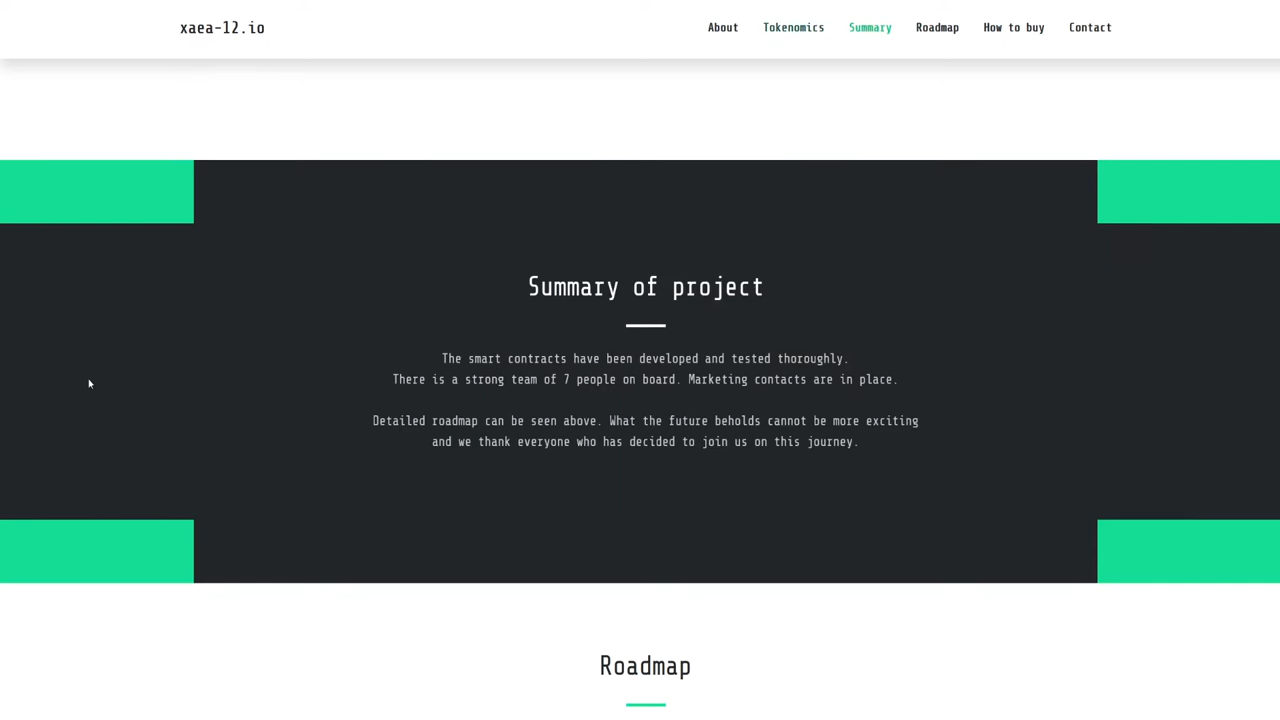 xaea-12.io
About Tokenomics Summary Roadmap How to buy Contact
Summary of project
The smart contracts have been developed and tested thoroughly.
There is a strong team of 7 people on board. Marketing contacts are in place.
Detailed roadmap can be seen above. What the future beholds cannot be more exciting
and we thank everyone who has decided to join us on this journey.
Roadmap